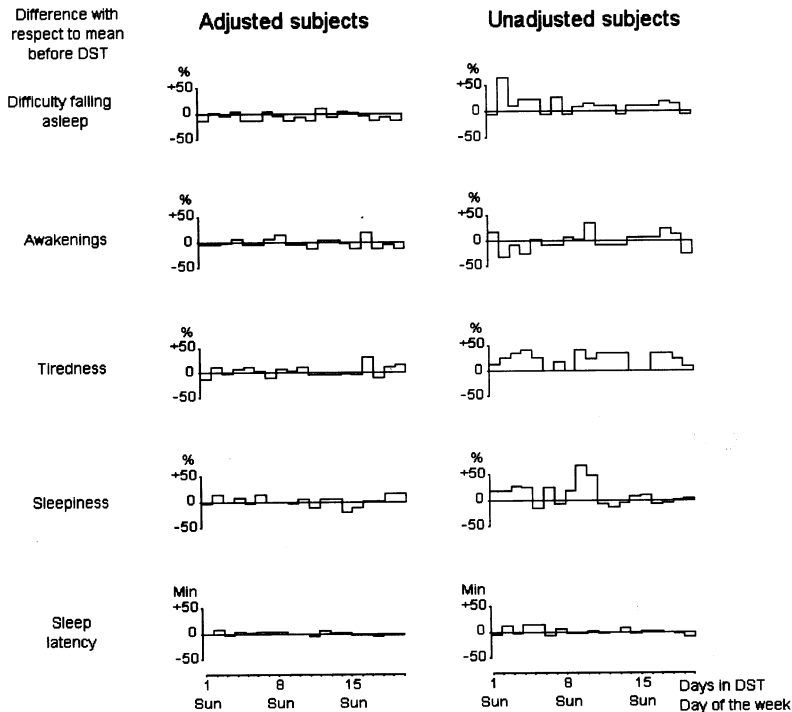 Difference with
respect to mean
before DST
Adjusted subjects
Unadjusted subjects
Difficulty falling
asleep
%
+50
0
-50
%
+50
0
-50
Awakenings
%
+50
0
-50
%
+50
0
-50
Tiredness
%
+50
0
-50
%
+50
0
-50
Sleepiness
%
+50
0
-50
%
+50
0
-50
Sleep
latency
Min
+50
0
-50
Min
+50
0
-50
1 8 15
Sun Sun Sun
1 8 15 Days in DST
Sun Sun Sun Day of the week